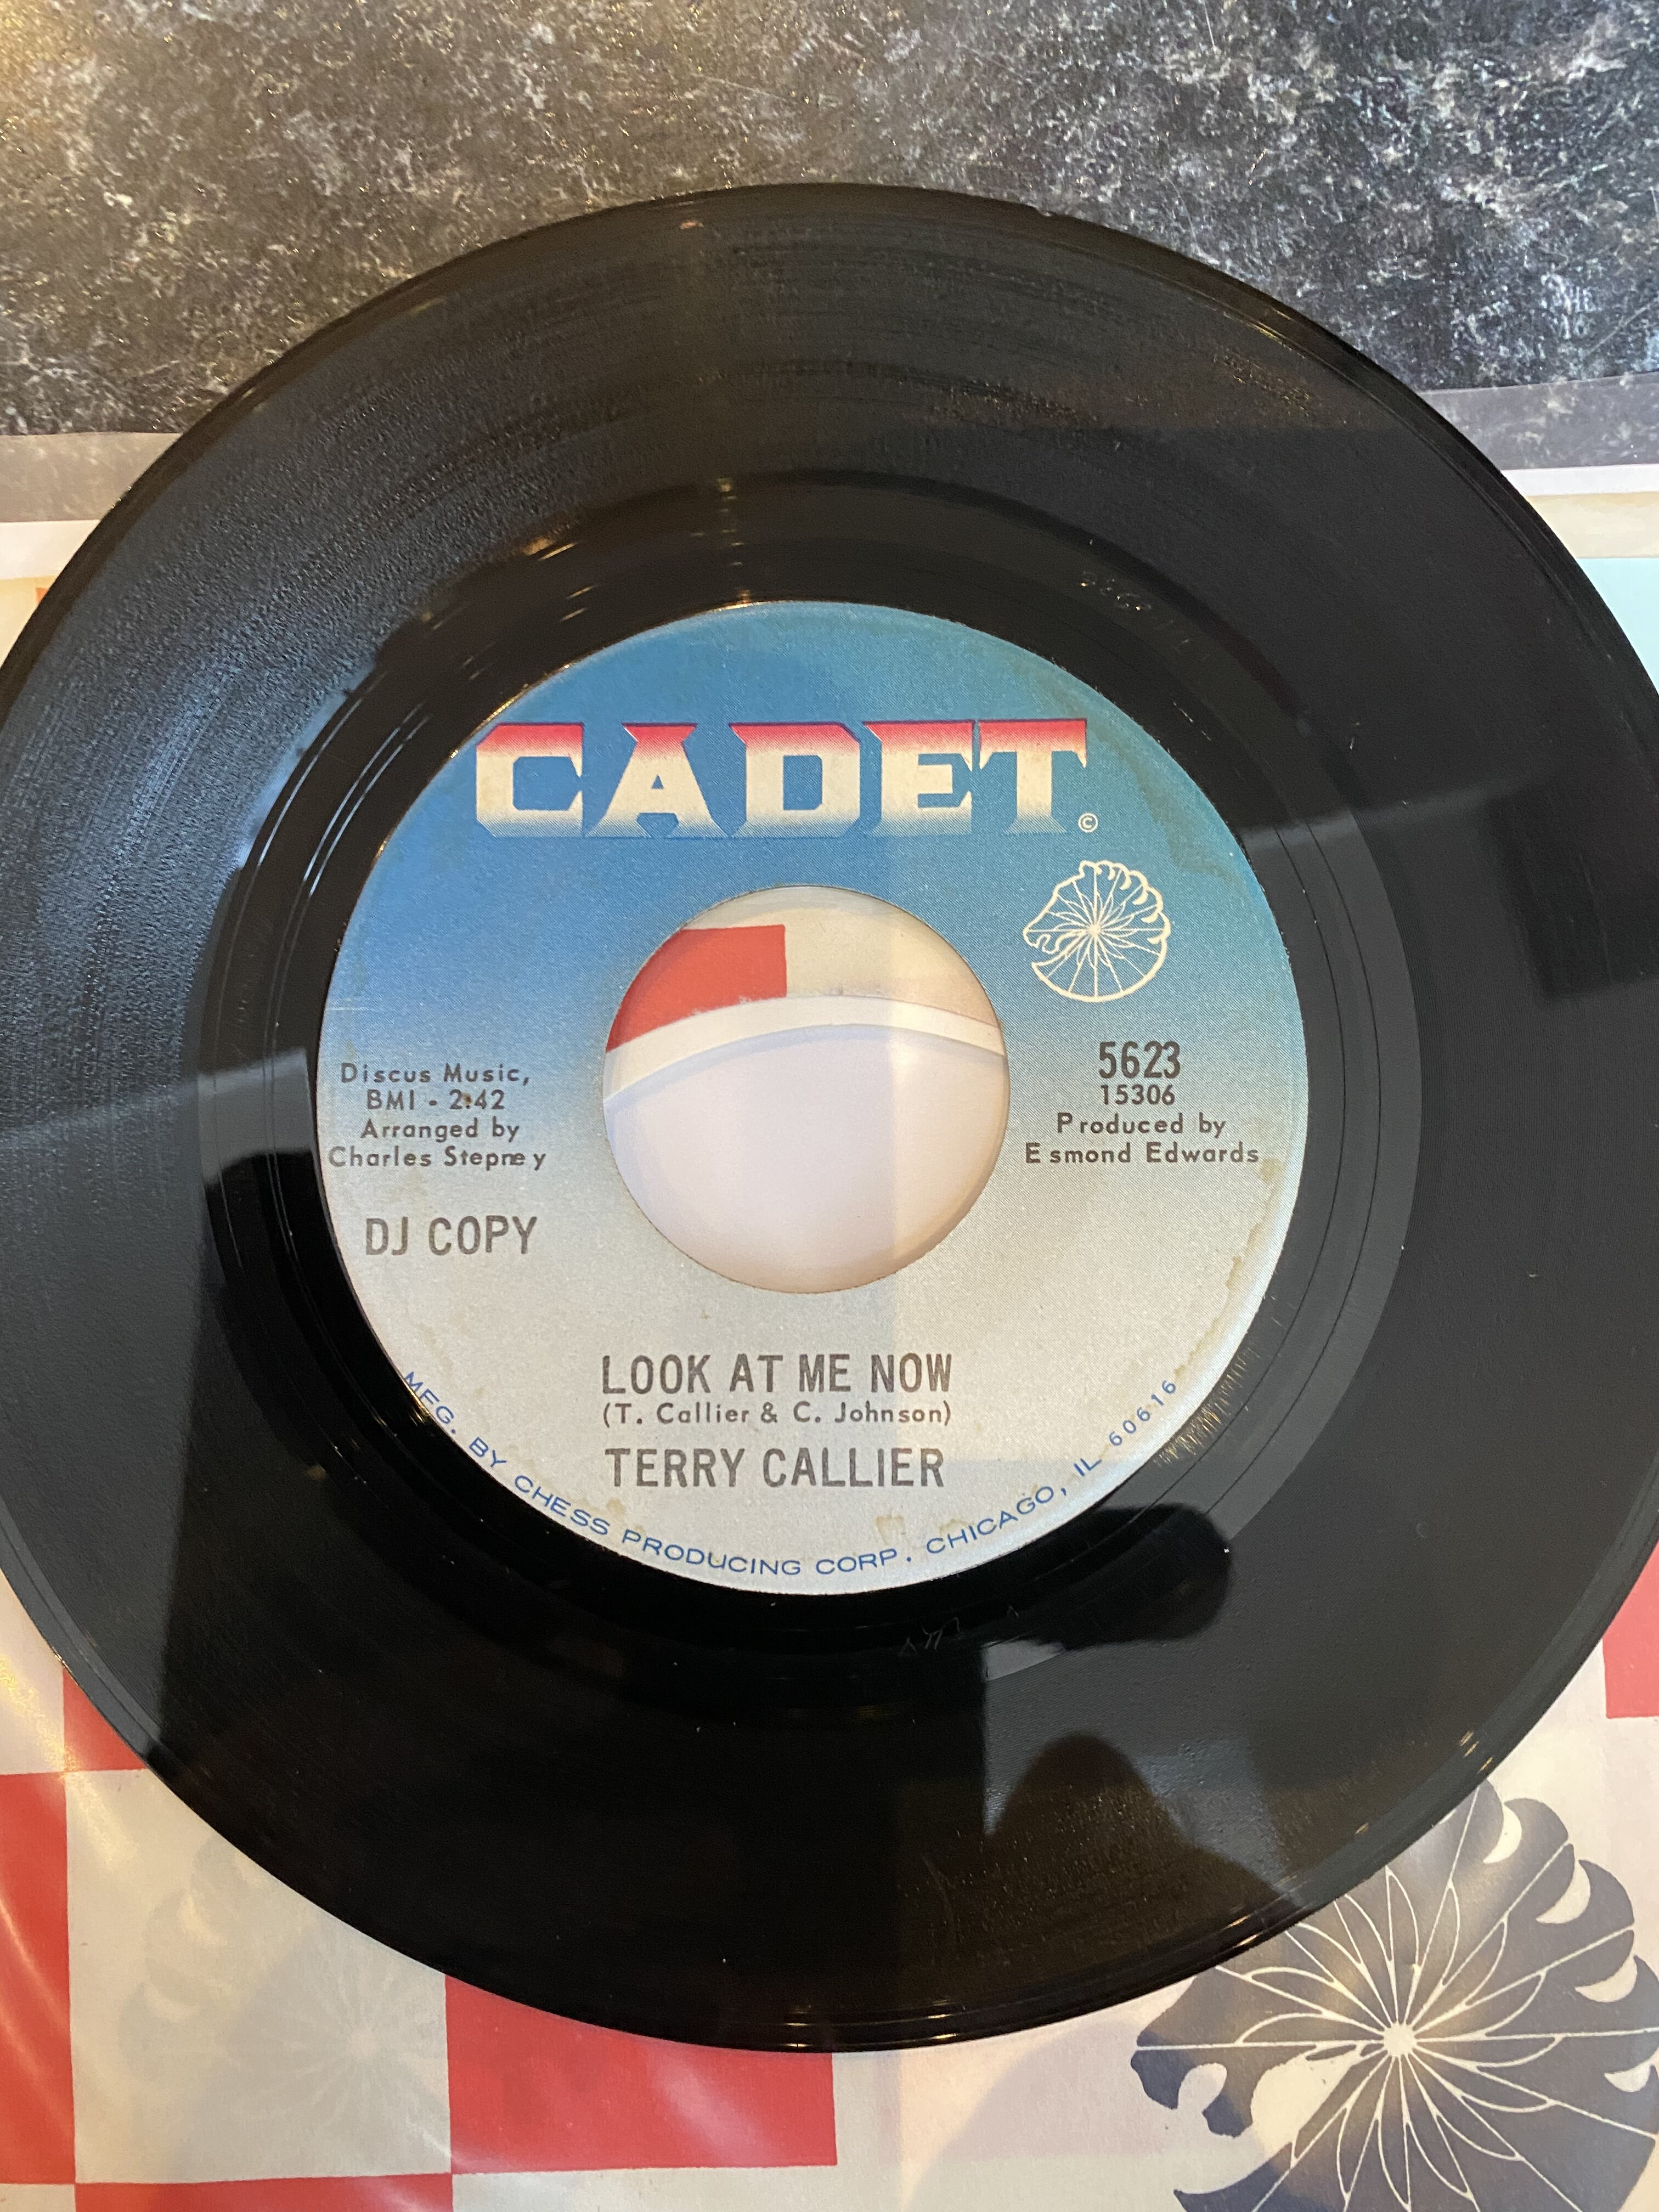 CADET.
©
Discus Music,
BMI - 2:42
Arranged by
Charles Stepney
DJ COPY
5623
15306
Produced by
Esmond Edwards
LOOK AT ME NOW
(T. Callier & C. Johnson)
TERRY CALLIER
MFG. BY CHESS PRODUCING CORP. CHICAGO, IL 60616